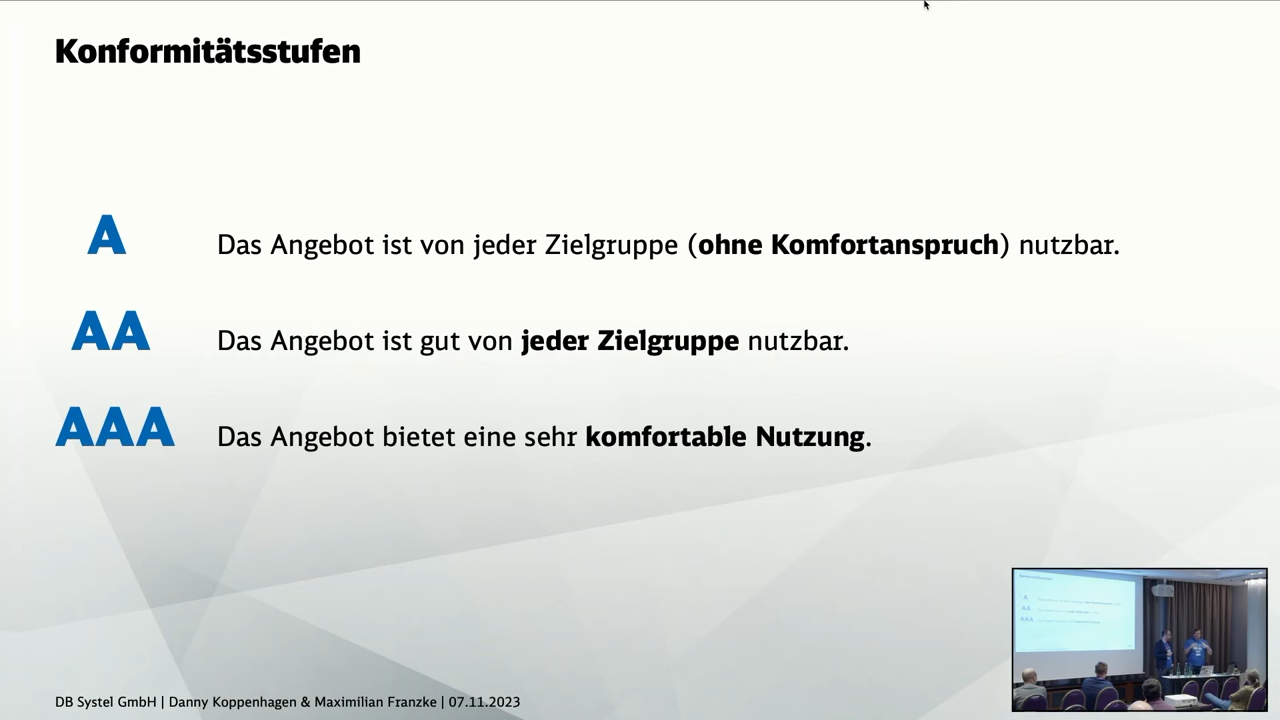 Konformitätsstufen
A Das Angebot ist von jeder Zielgruppe (ohne Komfortanspruch) nutzbar.
AA Das Angebot ist gut von jeder Zielgruppe nutzbar.
AAA Das Angebot bietet eine sehr komfortable Nutzung.
DB Systel GmbH | Danny Koppenhagen & Maximilian Franzke | 07.11.2023